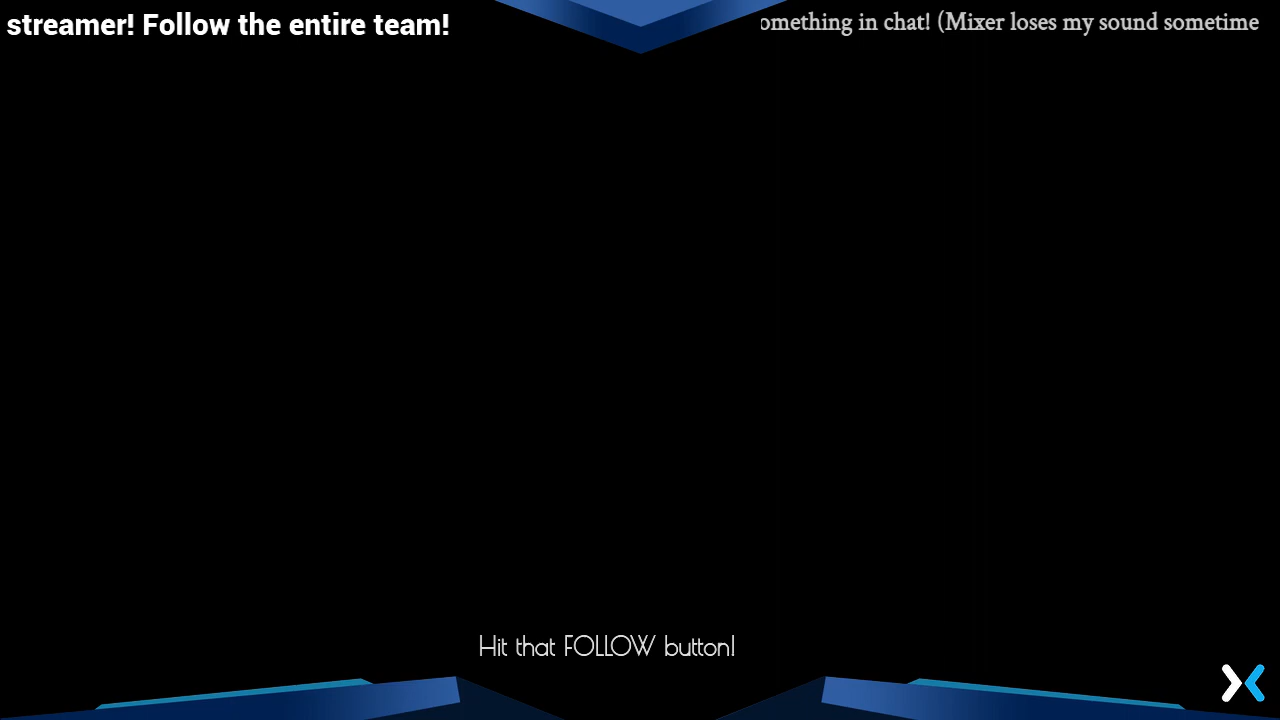 streamer! Follow the entire team!
omething in chat! (Mixer loses my sound sometime
Hit that FOLLOW button!